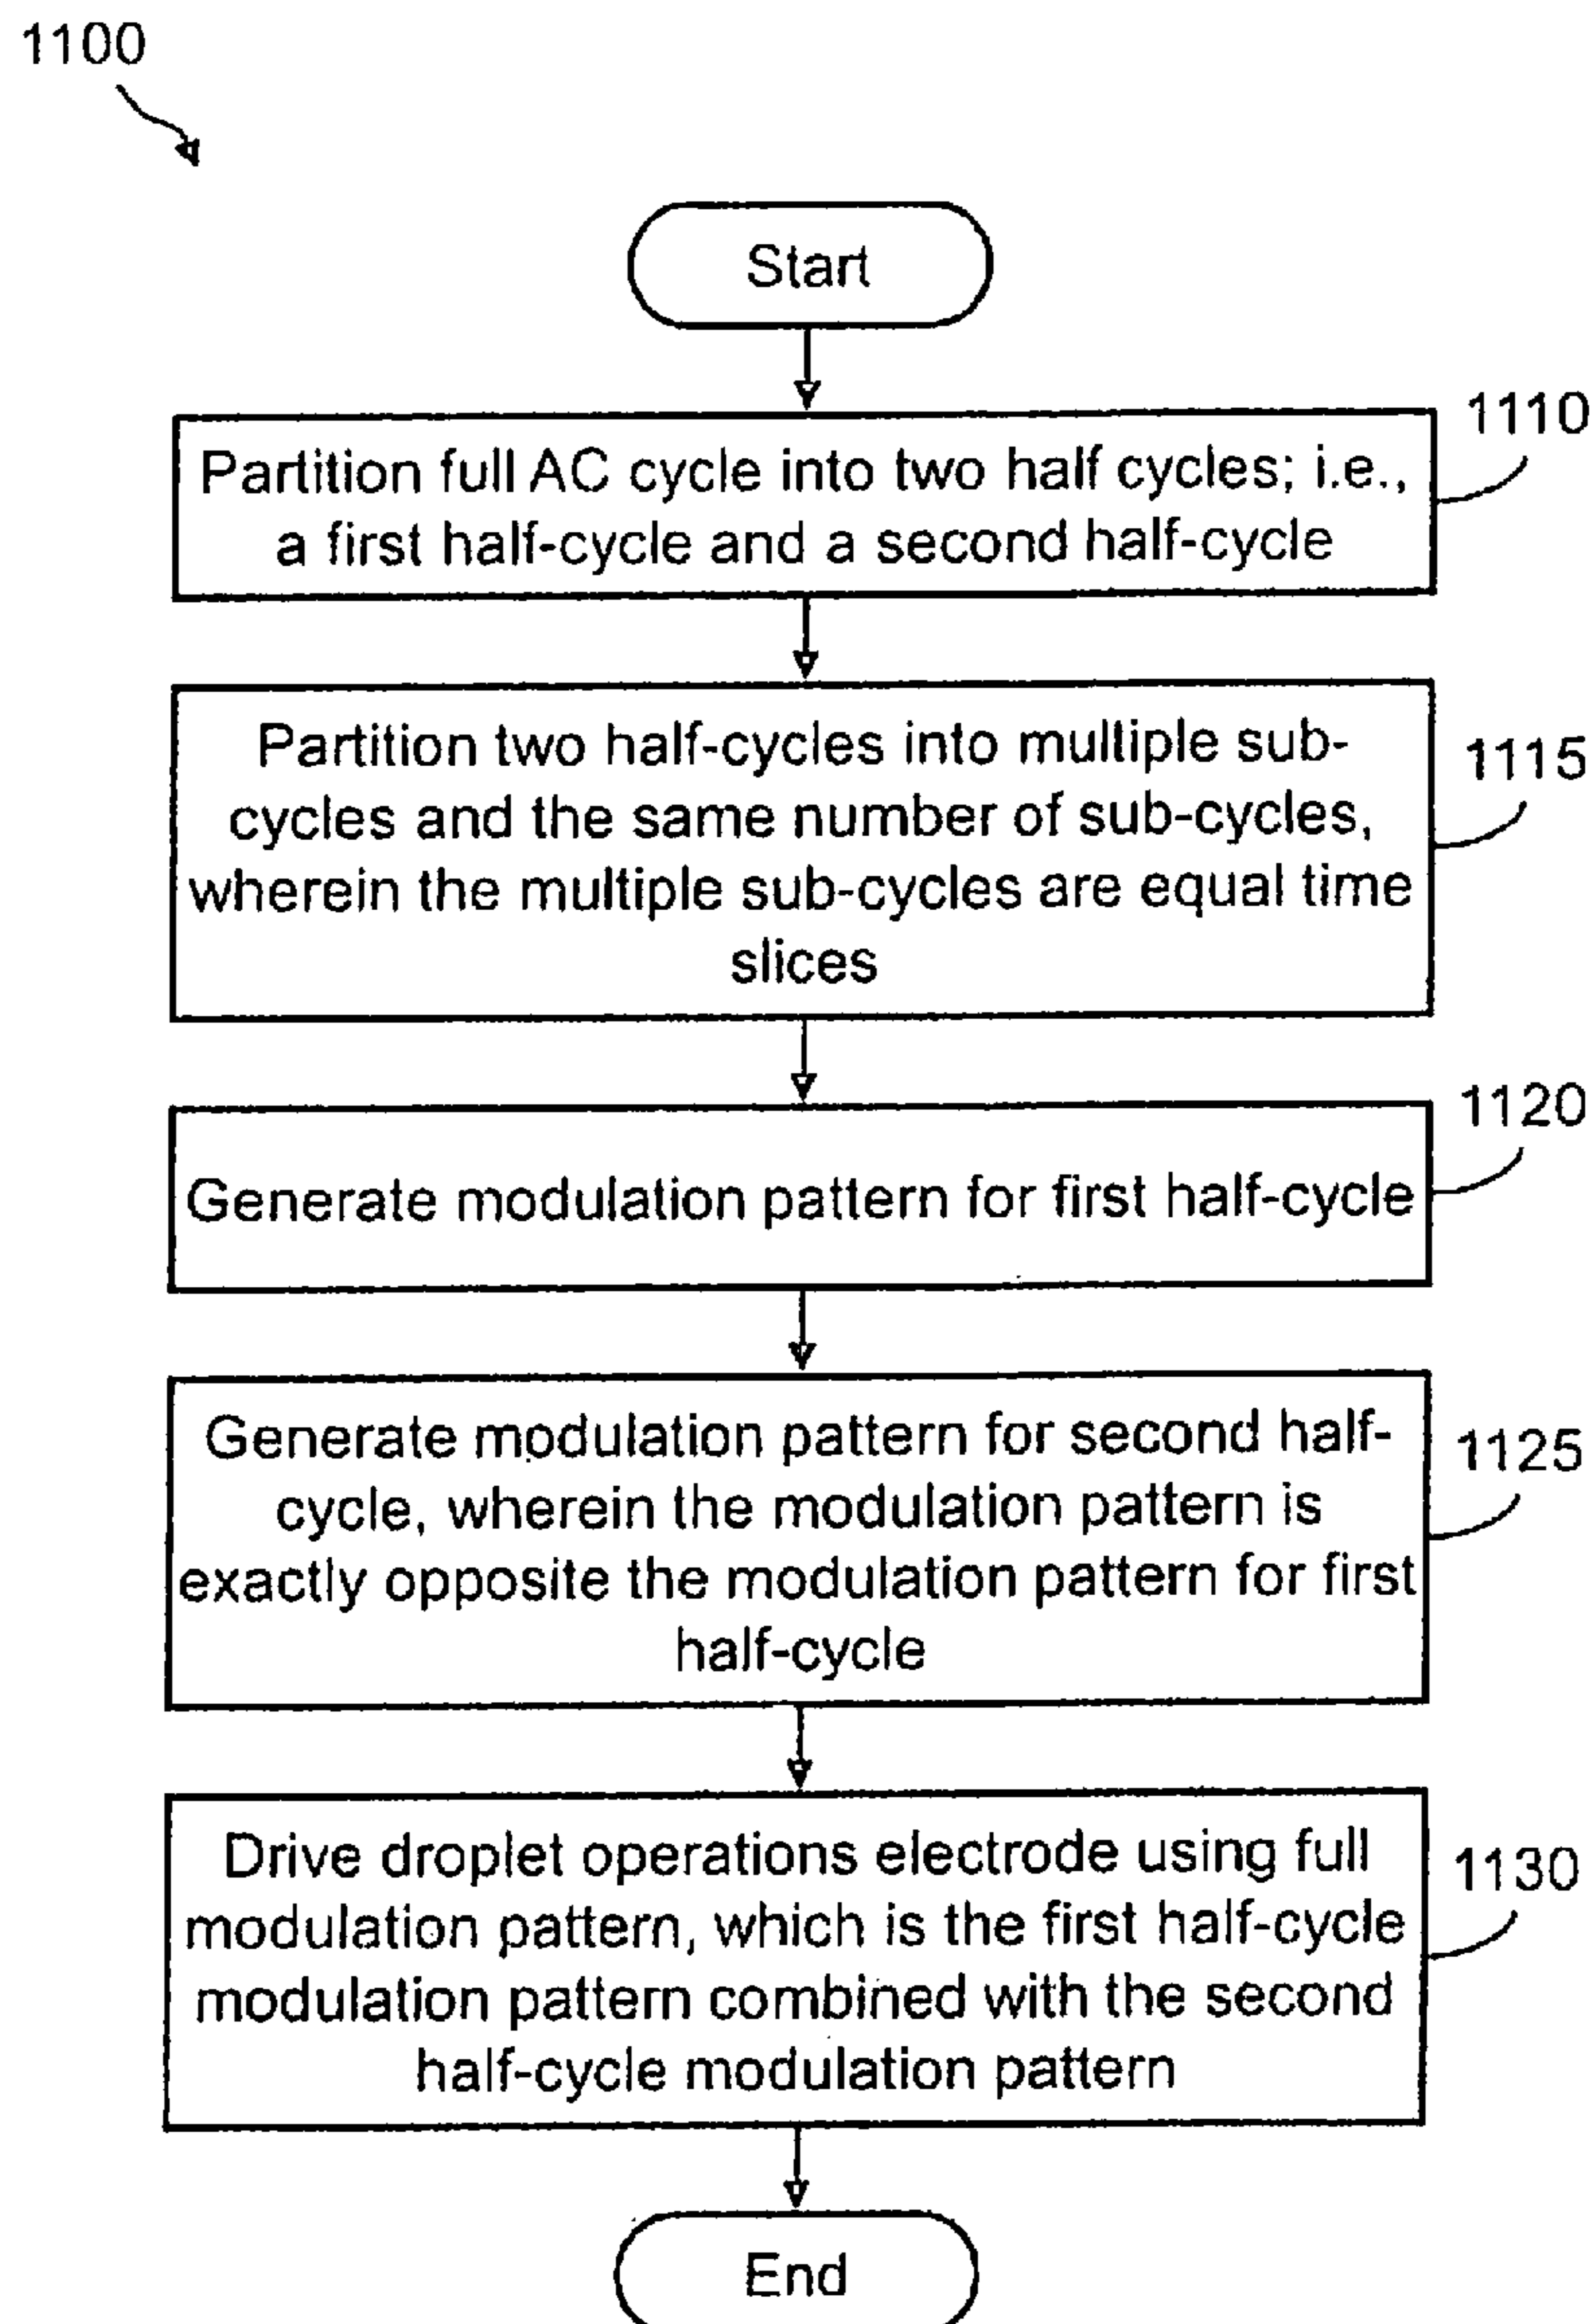 1100
Start
1110
Partition full AC cycle into two half cycles; i.e.,
a first half-cycle and a second half-cycle
1115
Partition two half-cycles into multiple sub-
cycles and the same number of sub-cycles,
wherein the multiple sub-cycles are equal time
slices
1120
Generate modulation pattern for first half-cycle
1125
Generate modulation pattern for second half-
cycle, wherein the modulation pattern is
exactly opposite the modulation pattern for first
half-cycle
1130
Drive droplet operations electrode using full
modulation pattern, which is the first half-cycle
modulation pattern combined with the second
half-cycle modulation pattern
End